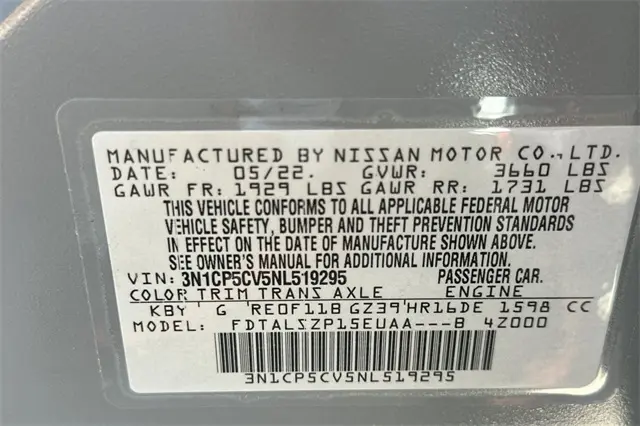 MANUFACTURED BY NISSAN MOTOR CO., LTD.
DATE: 05/22. GVWR: 3660 LBS
GAWR FR: 1929 LBS GAWR RR: 1731 LBS
THIS VEHICLE CONFORMS TO ALL APPLICABLE FEDERAL MOTOR
VEHICLE SAFETY, BUMPER AND THEFT PREVENTION STANDARDS
IN EFFECT ON THE DATE OF MANUFACTURE SHOWN ABOVE.
SEE OWNER'S MANUAL FOR ADDITIONAL INFORMATION.
VIN: 3N1CP5CV5NL519295 PASSENGER CAR.
COLOR TRIM TRANS AXLE ENGINE
KBY G RE0F11B GZ39 HR16DE 1598 CC
MODEL: FDTALSZP15EUAA---B 4Z000
3N1CP5CV5NL519295